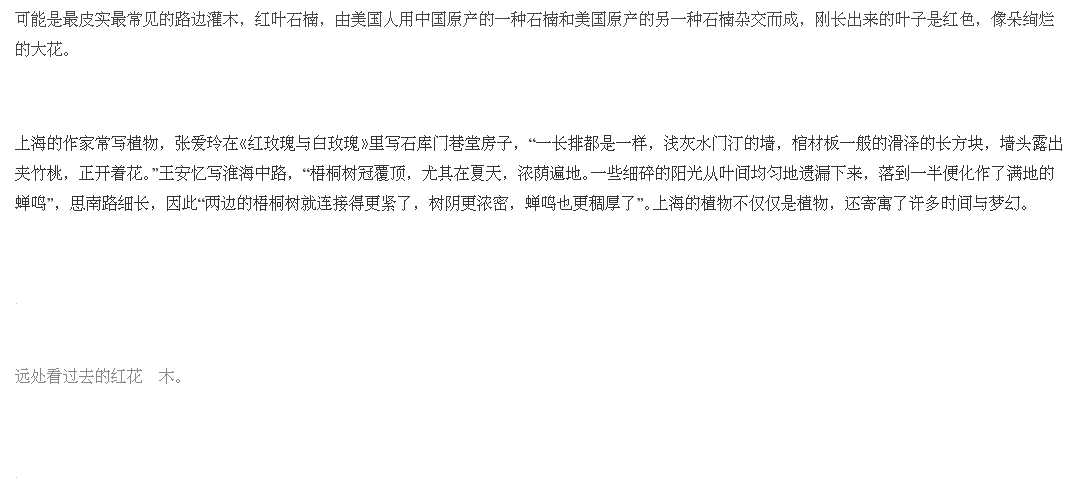 可能是最皮实最常见的路边灌木，红叶石楠，由美国人用中国原产的一种石楠和美国原产的另一种石楠杂交而成，刚长出来的叶子是红色，像朵绚烂
的大花。
上海的作家常写植物，张爱玲在《红玫瑰与白玫瑰》里写石库门巷堂房子，“一长排都是一样，浅灰水门汀的墙，棺材板一般的滑泽的长方块，墙头露出
夹竹桃，正开着花。”王安忆写淮海中路，“梧桐树冠覆顶，尤其在夏天，浓荫遍地。一些细碎的阳光从叶间均匀地遗漏下来，落到一半便化作了满地的
蝉鸣”，思南路细长，因此“两边的梧桐树就连接得更紧了，树阴更浓密，蝉鸣也更稠厚了”。上海的植物不仅仅是植物，还寄寓了许多时间与梦幻。
远处看过去的红花　木。